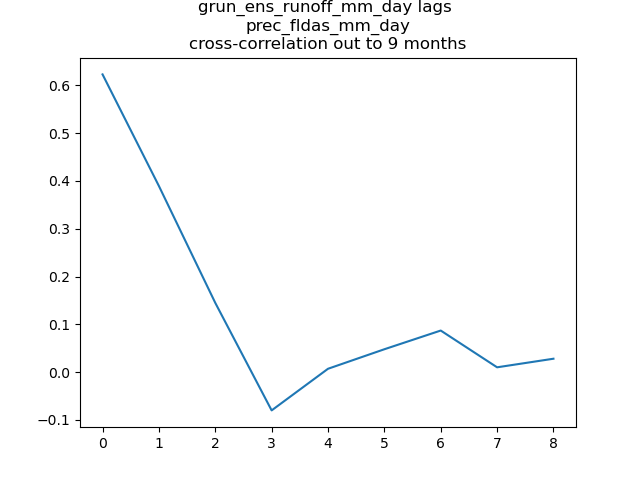 grun_ens_runoff_mm_day lags
prec_fldas_mm_day
cross-correlation out to 9 months
0.6
0.5
0.4
0.3
0.2
0.1
0.0
−0.1
0 1 2 3 4 5 6 7 8